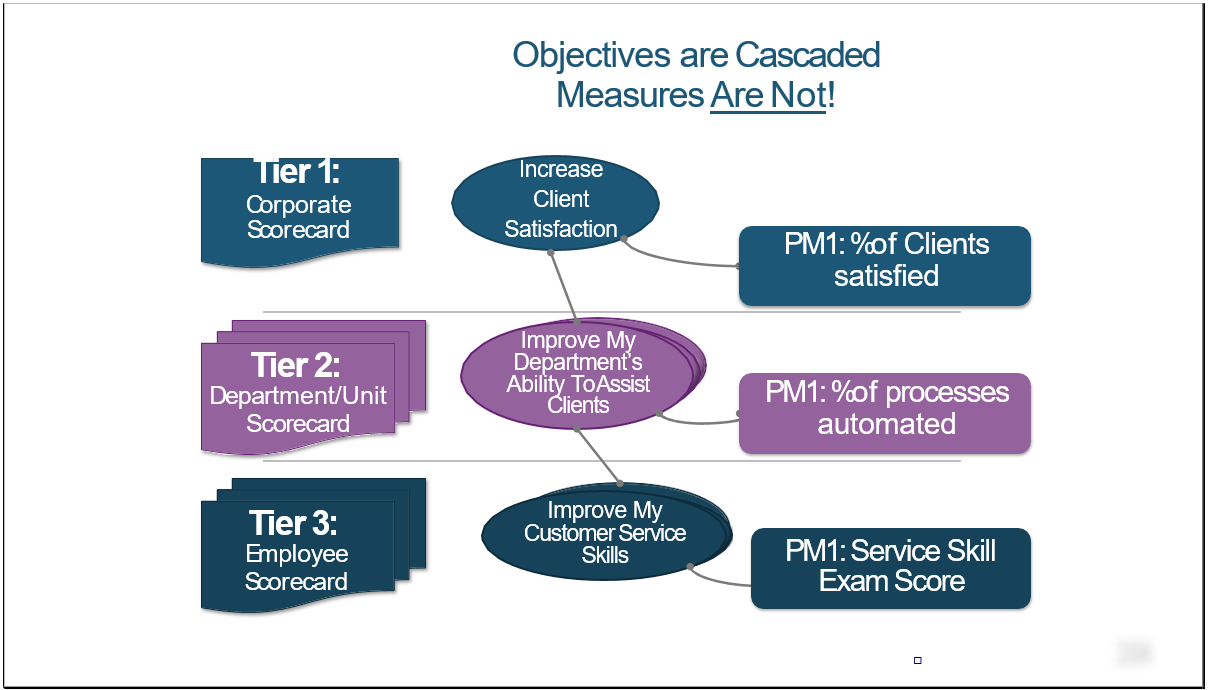 Objectives are Cascaded
Measures Are Not!
Tier 1:
Corporate
Scorecard
Increase
Client
Satisfaction
PM1: %of Clients
satisfied
Tier 2:
Department/Unit
Scorecard
Improve My
Department's
Ability ToAssist
Clients
PM1: %of processes
automated
Tier 3:
Employee
Scorecard
Improve My
Customer Service
Skills
PM1: Service Skill
Exam Score